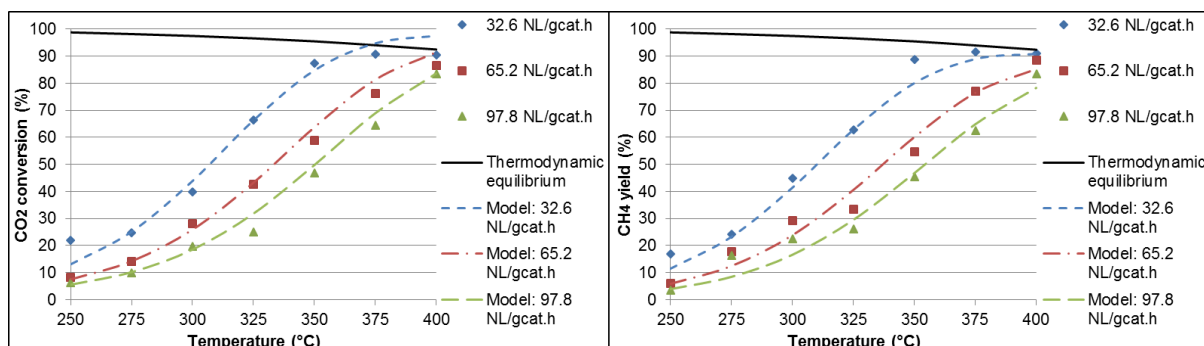 CO2 conversion (%)
100
90
80
70
60
50
40
30
20
10
0
250
275
300
325
350
375
400
Temperature (°C)
32.6 NL/gcat.h
65.2 NL/gcat.h
97.8 NL/gcat.h
Thermodynamic
equilibrium
Model: 32.6
NL/gcat.h
Model: 65.2
NL/gcat.h
Model: 97.8
NL/gcat.h
CH4 yield (%)
100
90
80
70
60
50
40
30
20
10
0
250
275
300
325
350
375
400
Temperature (°C)
32.6 NL/gcat.h
65.2 NL/gcat.h
97.8 NL/gcat.h
Thermodynamic
equilibrium
Model: 32.6
NL/gcat.h
Model: 65.2
NL/gcat.h
Model: 97.8
NL/gcat.h